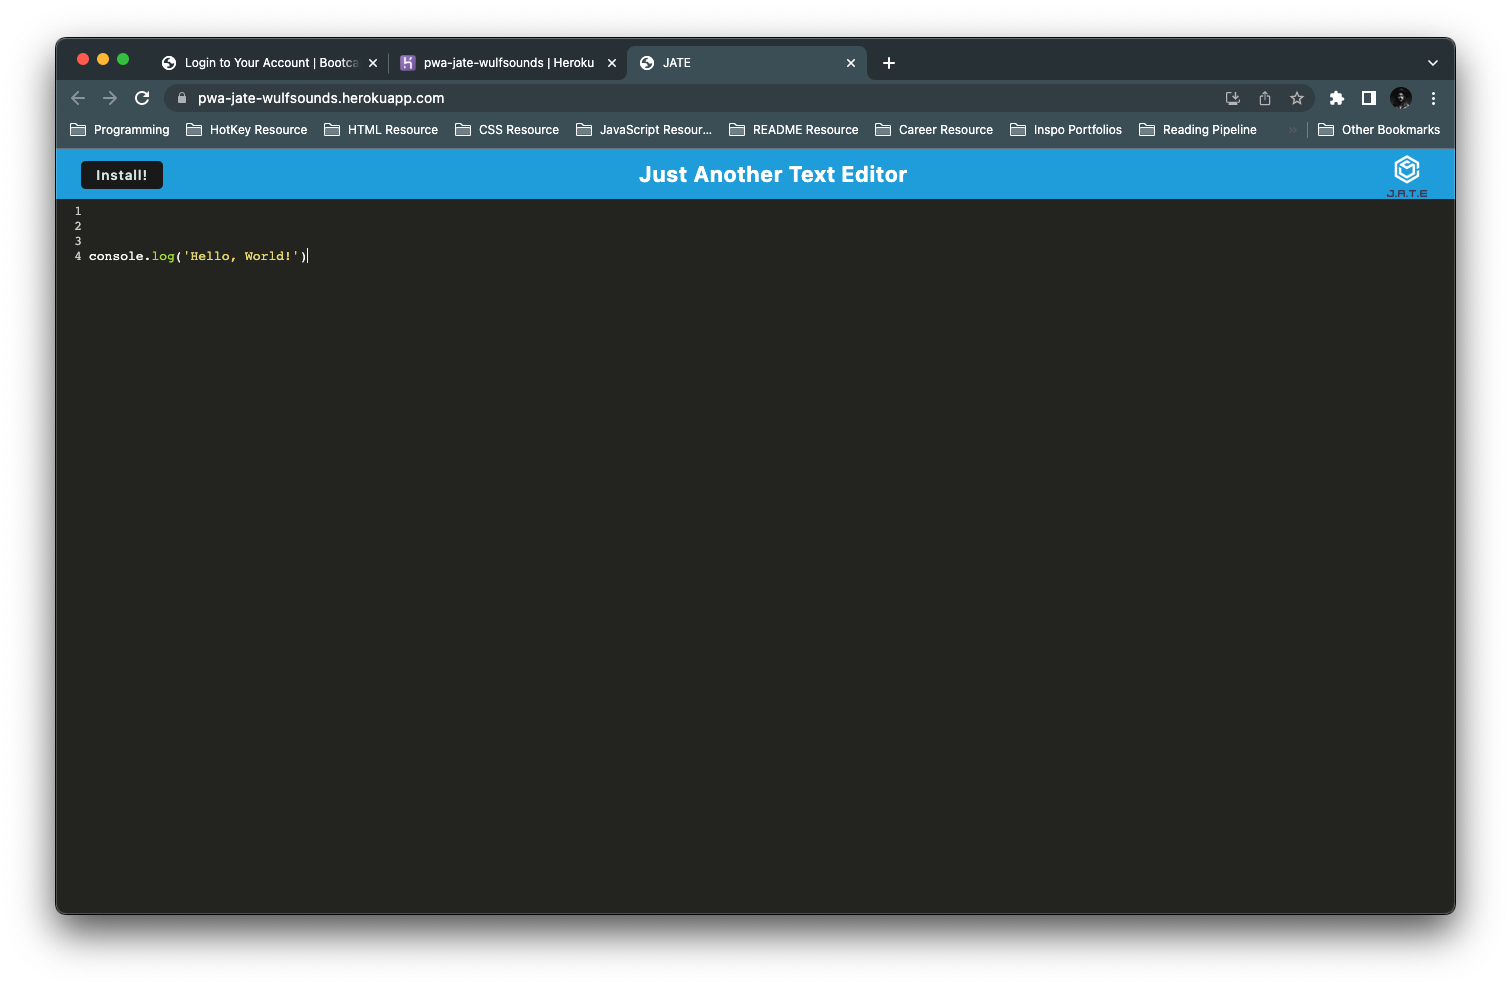 Login to Your Account | Bootca
pwa-jate-wulfsounds | Heroku
JATE
pwa-jate-wulfsounds.herokuapp.com
Programming HotKey Resource HTML Resource CSS Resource JavaScript Resour... README Resource Career Resource Inspo Portfolios Reading Pipeline » Other Bookmarks
Install! Just Another Text Editor
J.A.T.E
1
2
3
4 console.log('Hello, World!')